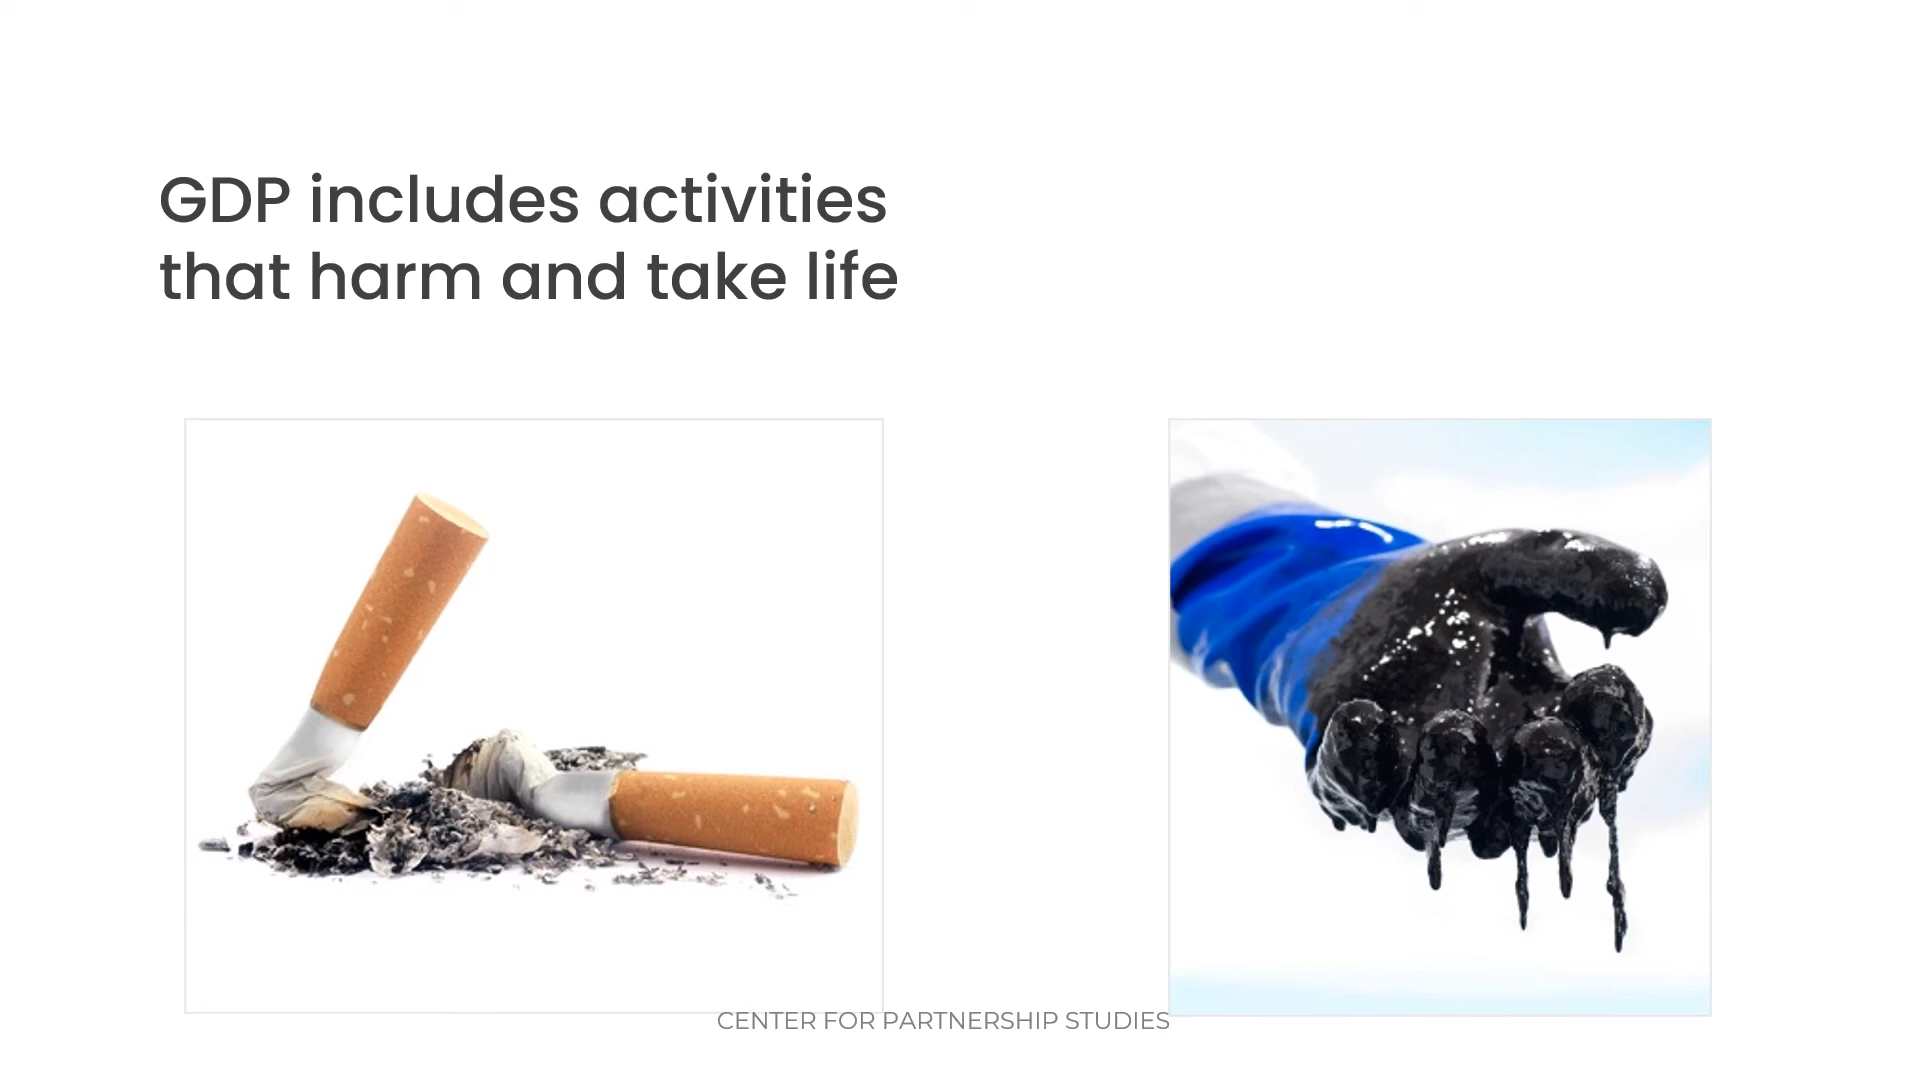 GDP includes activities
that harm and take life
CENTER FOR PARTNERSHIP STUDIES